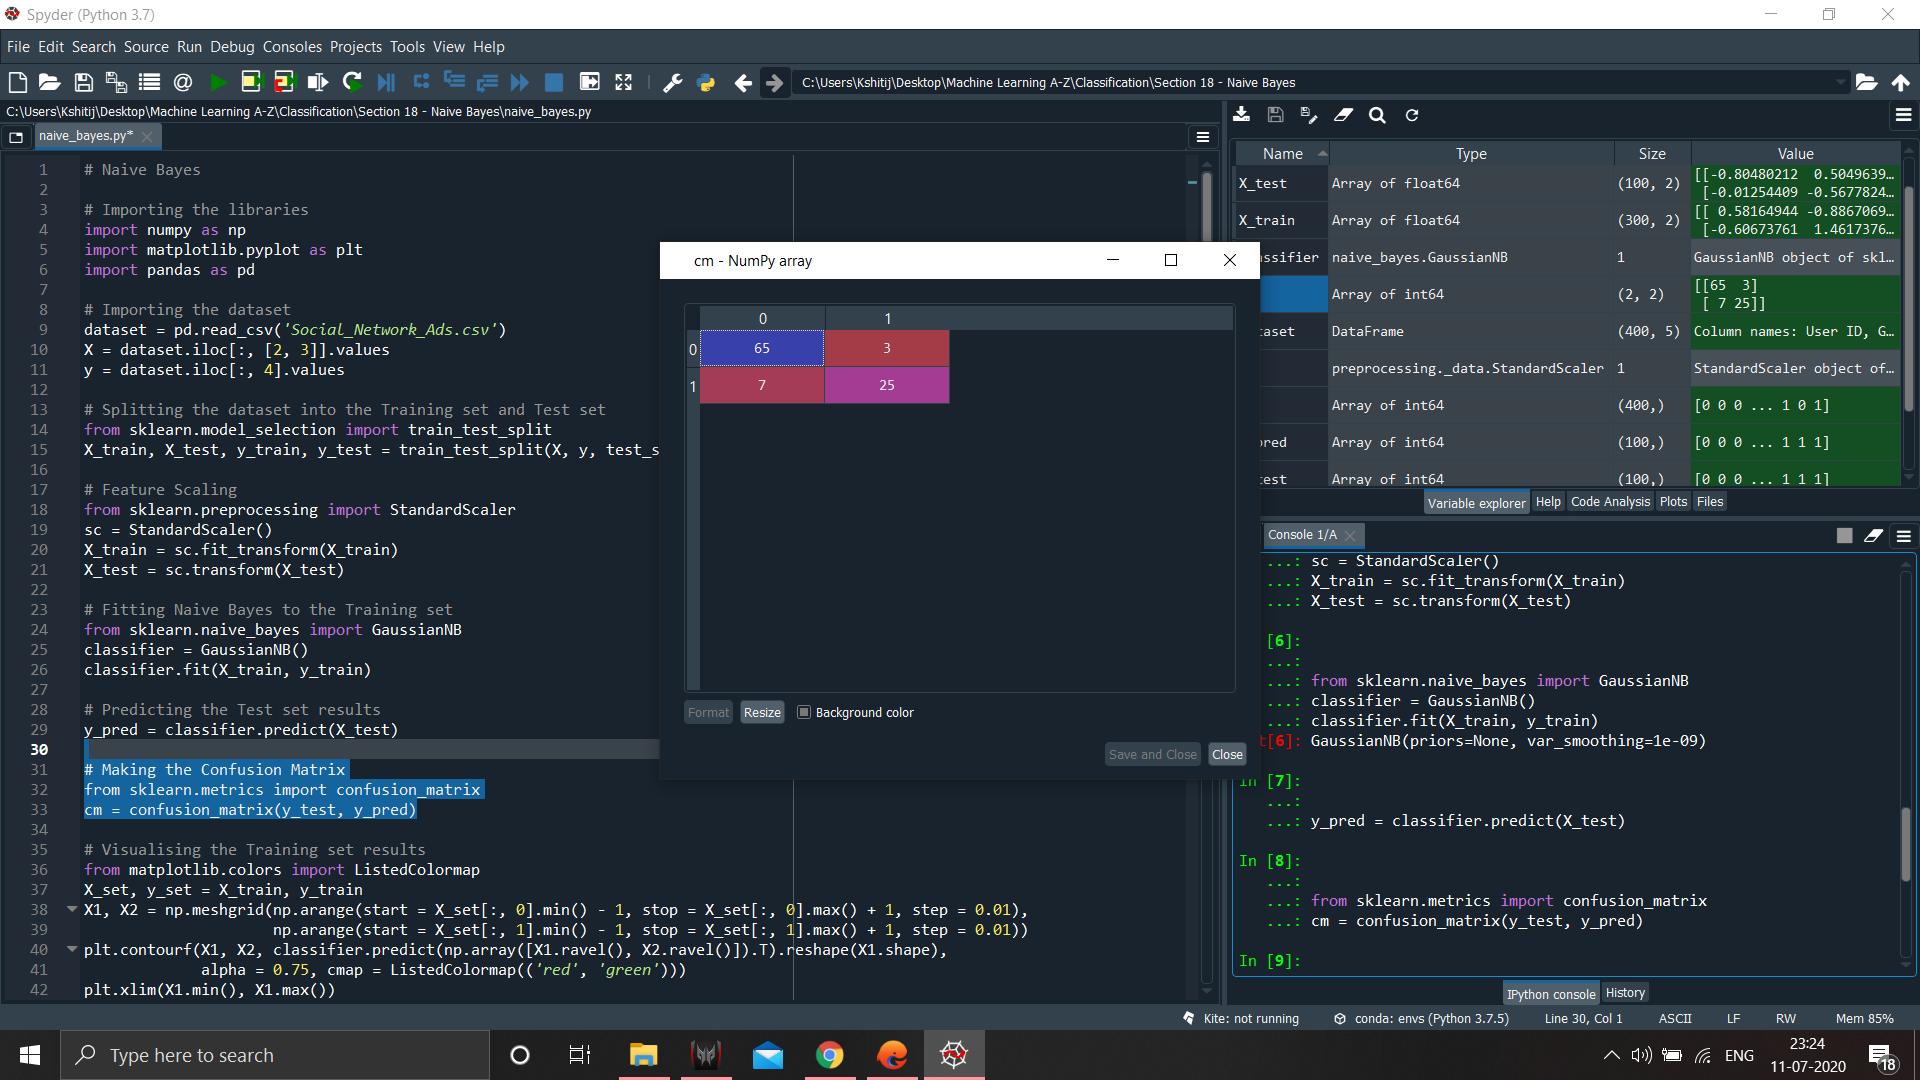 Spyder (Python 3.7)
File Edit Search Source Run Debug Consoles Projects Tools View Help
C:\Users\Kshitij\Desktop\Machine Learning A-Z\Classification\Section 18 - Naive Bayes
C:\Users\Kshitij\Desktop\Machine Learning A-Z\Classification\Section 18 - Naive Bayes\naive_bayes.py
naive_bayes.py*
1 # Naive Bayes
2
3 # Importing the libraries
4 import numpy as np
5 import matplotlib.pyplot as plt
6 import pandas as pd
7
8 # Importing the dataset
9 dataset = pd.read_csv('Social_Network_Ads.csv')
10 X = dataset.iloc[:, [2, 3]].values
11 y = dataset.iloc[:, 4].values
12
13 # Splitting the dataset into the Training set and Test set
14 from sklearn.model_selection import train_test_split
15 X_train, X_test, y_train, y_test = train_test_split(X, y, test_s
16
17 # Feature Scaling
18 from sklearn.preprocessing import StandardScaler
19 sc = StandardScaler()
20 X_train = sc.fit_transform(X_train)
21 X_test = sc.transform(X_test)
22
23 # Fitting Naive Bayes to the Training set
24 from sklearn.naive_bayes import GaussianNB
25 classifier = GaussianNB()
26 classifier.fit(X_train, y_train)
27
28 # Predicting the Test set results
29 y_pred = classifier.predict(X_test)
30
31 # Making the Confusion Matrix
32 from sklearn.metrics import confusion_matrix
33 cm = confusion_matrix(y_test, y_pred)
34
35 # Visualising the Training set results
36 from matplotlib.colors import ListedColormap
37 X_set, y_set = X_train, y_train
38 X1, X2 = np.meshgrid(np.arange(start = X_set[:, 0].min() - 1, stop = X_set[:, 0].max() + 1, step = 0.01),
39 np.arange(start = X_set[:, 1].min() - 1, stop = X_set[:, 1].max() + 1, step = 0.01))
40 plt.contourf(X1, X2, classifier.predict(np.array([X1.ravel(), X2.ravel()]).T).reshape(X1.shape),
41 alpha = 0.75, cmap = ListedColormap(('red', 'green')))
42 plt.xlim(X1.min(), X1.max())
cm - NumPy array
0 1
0 65 3
1 7 25
Format Resize Background color
Save and Close Close
Name Type Size Value
X_test Array of float64 (100, 2) [[-0.80480212 0.5049639…
[-0.01254409 -0.5677824…
X_train Array of float64 (300, 2) [[ 0.58164944 -0.8867069…
[-0.60673761 1.4617376…
ssifier naive_bayes.GaussianNB 1 GaussianNB object of skl…
Array of int64 (2, 2) [[65 3]
[ 7 25]]
aset DataFrame (400, 5) Column names: User ID, G…
preprocessing._data.StandardScaler 1 StandardScaler object of…
Array of int64 (400,) [0 0 0 ... 1 0 1]
pred Array of int64 (100,) [0 0 0 ... 1 1 1]
test Array of int64 (100,) [0 0 0 ... 1 1 1]
Variable explorer Help Code Analysis Plots Files
Console 1/A
...: sc = StandardScaler()
...: X_train = sc.fit_transform(X_train)
...: X_test = sc.transform(X_test)
[6]:
...:
...: from sklearn.naive_bayes import GaussianNB
...: classifier = GaussianNB()
...: classifier.fit(X_train, y_train)
t[6]: GaussianNB(priors=None, var_smoothing=1e-09)
In [7]:
...:
...: y_pred = classifier.predict(X_test)
In [8]:
...:
...: from sklearn.metrics import confusion_matrix
...: cm = confusion_matrix(y_test, y_pred)
In [9]:
IPython console History
Kite: not running conda: envs (Python 3.7.5) Line 30, Col 1 ASCII LF RW Mem 85%
Type here to search
ENG
23:24
11-07-2020
18